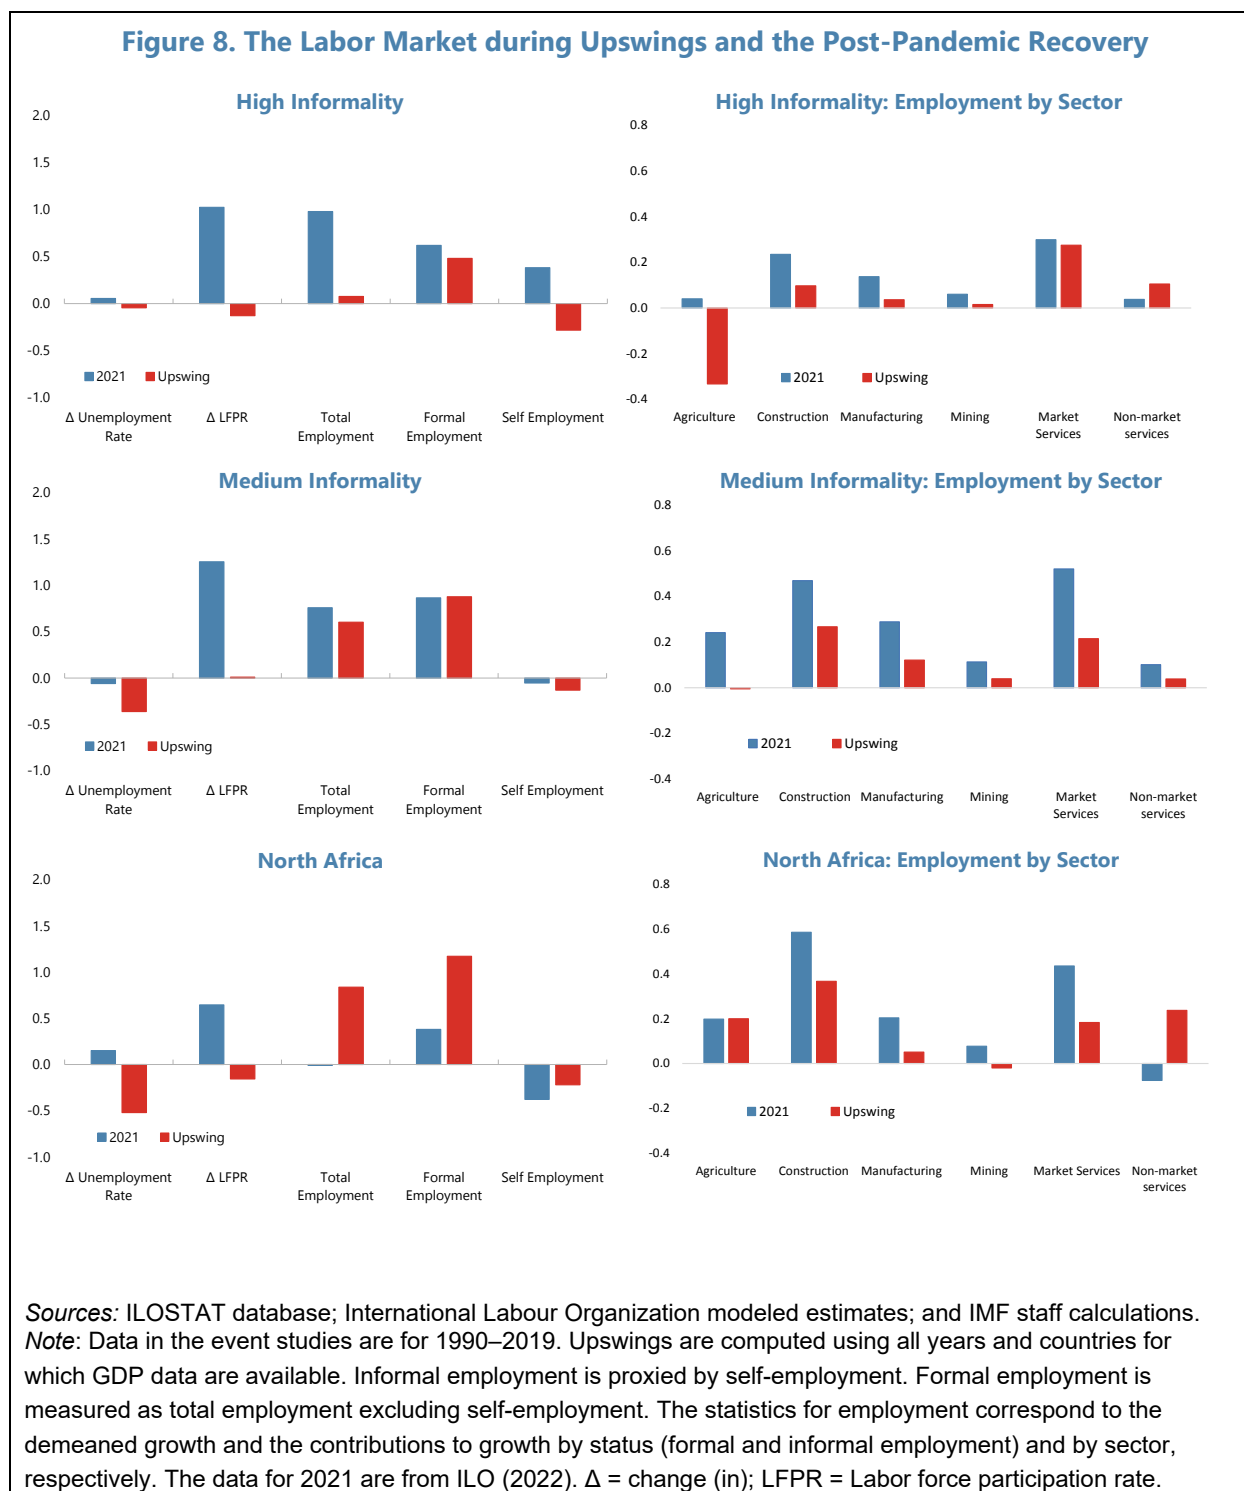 Figure 8. The Labor Market during Upswings and the Post-Pandemic Recovery
High Informality
2.0
1.5
1.0
0.5
0.0
-0.5
-1.0
2021 Upswing
Δ Unemployment Rate
Δ LFPR
Total Employment
Formal Employment
Self Employment
High Informality: Employment by Sector
0.8
0.6
0.4
0.2
0.0
-0.2
-0.4
2021 Upswing
Agriculture
Construction
Manufacturing
Mining
Market Services
Non-market services
Medium Informality
2.0
1.5
1.0
0.5
0.0
-0.5
-1.0
2021 Upswing
Δ Unemployment Rate
Δ LFPR
Total Employment
Formal Employment
Self Employment
Medium Informality: Employment by Sector
0.8
0.6
0.4
0.2
0.0
-0.2
-0.4
2021 Upswing
Agriculture
Construction
Manufacturing
Mining
Market Services
Non-market services
North Africa
2.0
1.5
1.0
0.5
0.0
-0.5
-1.0
2021 Upswing
Δ Unemployment Rate
Δ LFPR
Total Employment
Formal Employment
Self Employment
North Africa: Employment by Sector
0.8
0.6
0.4
0.2
0.0
-0.2
-0.4
2021 Upswing
Agriculture
Construction
Manufacturing
Mining
Market Services
Non-market services
Sources: ILOSTAT database; International Labour Organization modeled estimates; and IMF staff calculations.
Note: Data in the event studies are for 1990–2019. Upswings are computed using all years and countries for
which GDP data are available. Informal employment is proxied by self-employment. Formal employment is
measured as total employment excluding self-employment. The statistics for employment correspond to the
demeaned growth and the contributions to growth by status (formal and informal employment) and by sector,
respectively. The data for 2021 are from ILO (2022). Δ = change (in); LFPR = Labor force participation rate.